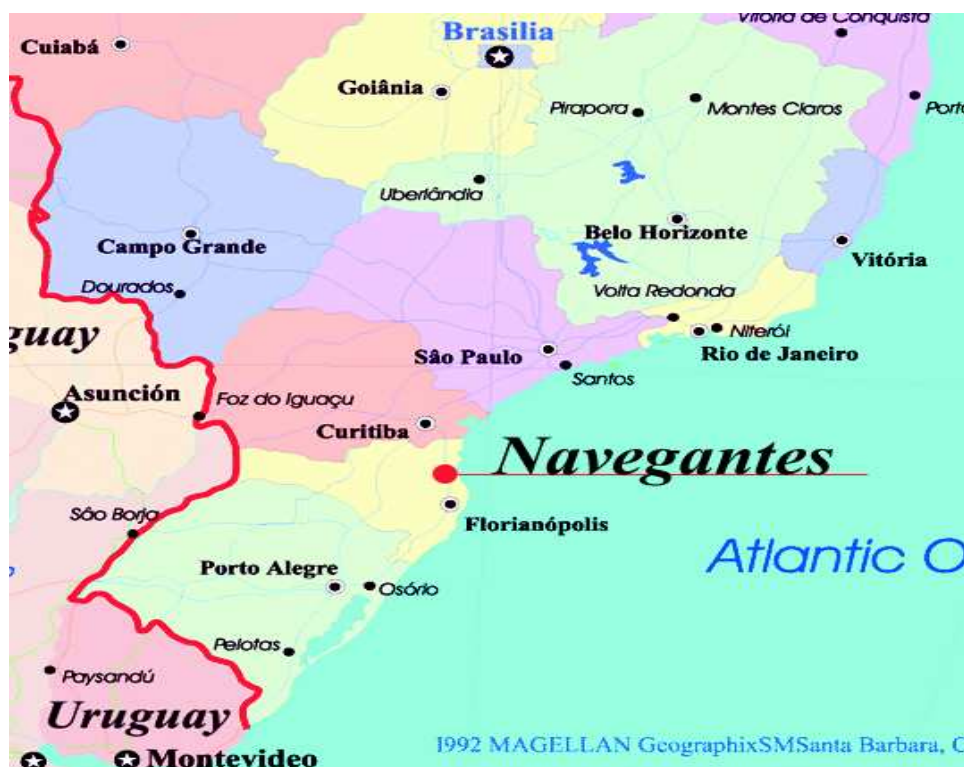 Vitória de Conquista
Brasilia
Cuiabá
Goiânia
Pirapora
Montes Claros
Porto
Uberlândia
Belo Horizonte
Campo Grande
Vitória
Dourados
Volta Redonda
guay
Niterói
São Paulo
Rio de Janeiro
Santos
Asunción
Foz do Iguaçu
Curitiba
Navegantes
São Borja
Florianópolis
Atlantic O
Porto Alegre
Osório
Pelotas
Paysandú
Uruguay
Montevideo
1992 MAGELLAN GeographixSMSanta Barbara, C